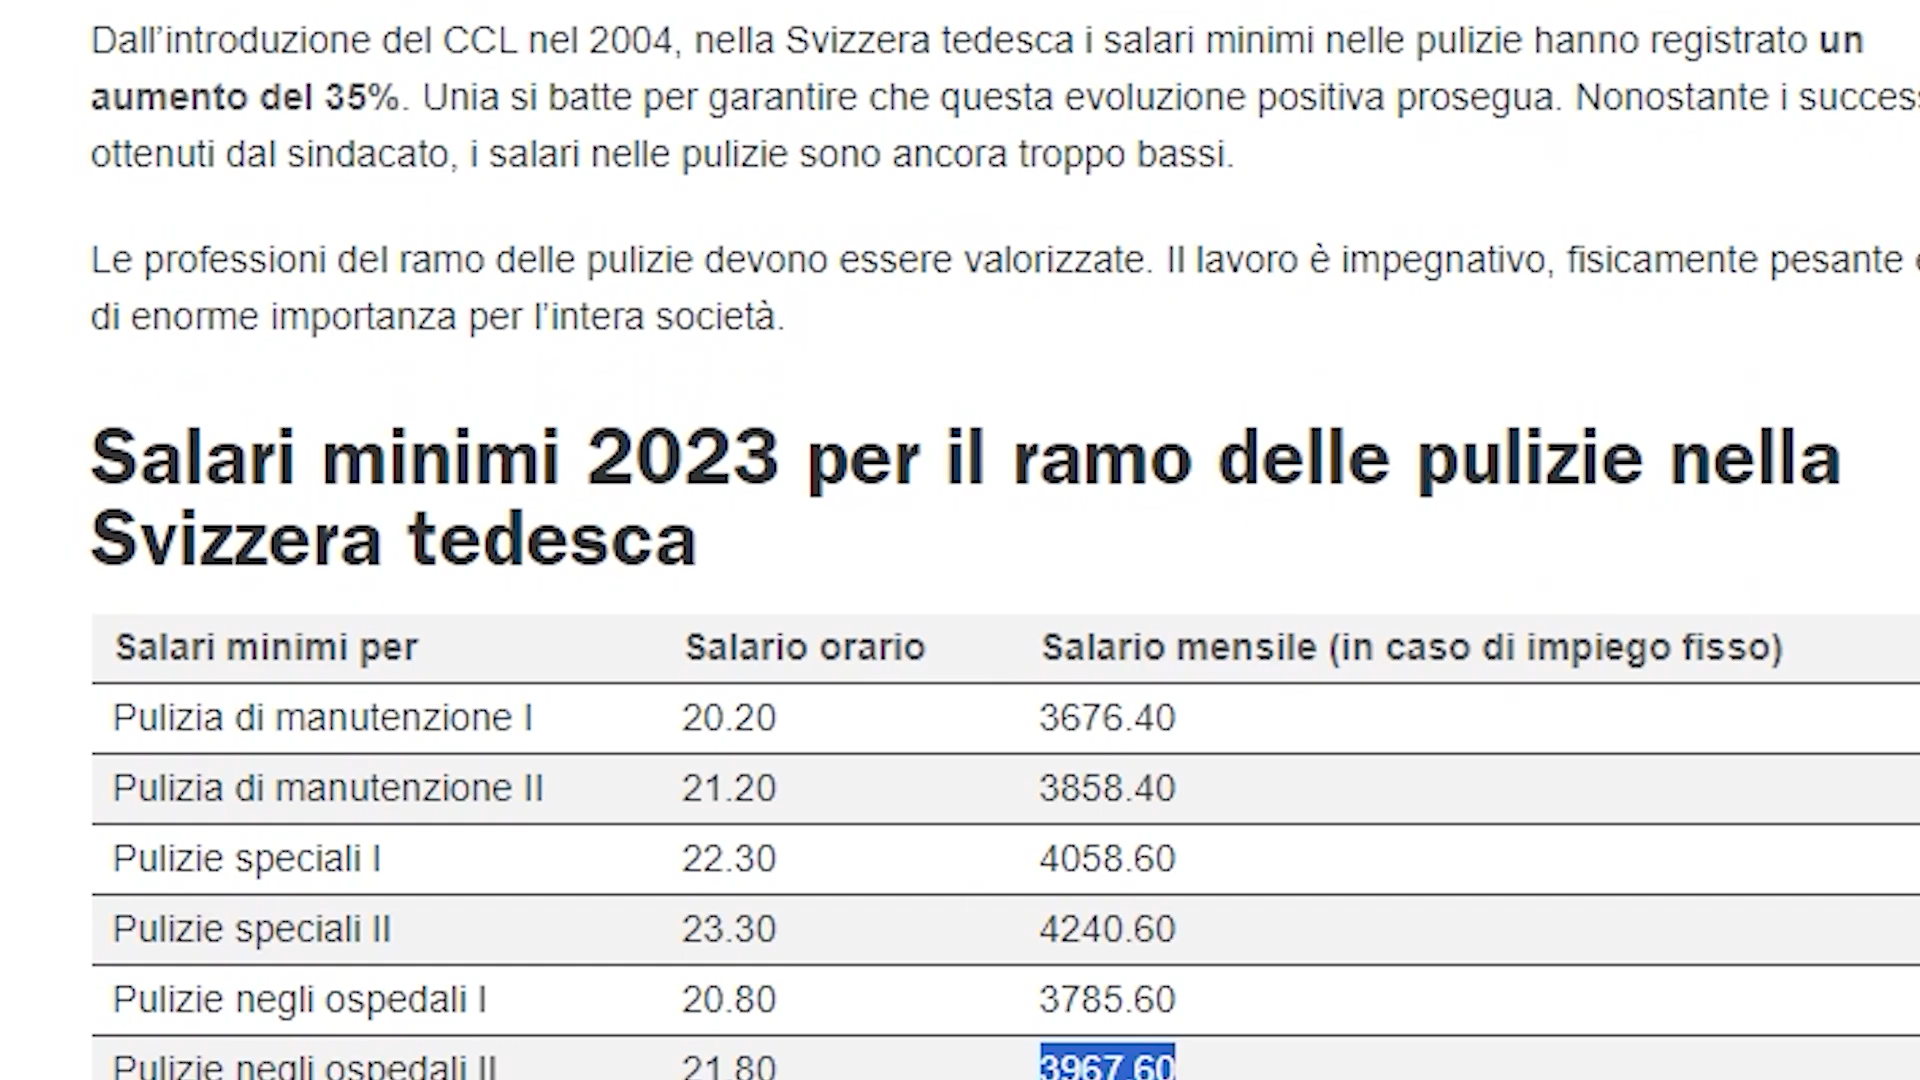 Dall’introduzione del CCL nel 2004, nella Svizzera tedesca i salari minimi nelle pulizie hanno registrato un
aumento del 35%. Unia si batte per garantire che questa evoluzione positiva prosegua. Nonostante i
ottenuti dal sindacato, i salari nelle pulizie sono ancora troppo bassi.
Le professioni del ramo delle pulizie devono essere valorizzate. Il lavoro è impegnativo, fisicamente pesante
di enorme importanza per l’intera società.
Salari minimi 2023 per il ramo delle pulizie nella
Svizzera tedesca
Salari minimi per Salario orario Salario mensile (in caso di impiego fisso)
Pulizia di manutenzione I 20.20 3676.40
Pulizia di manutenzione II 21.20 3858.40
Pulizie speciali I 22.30 4058.60
Pulizie speciali II 23.30 4240.60
Pulizie negli ospedali I 20.80 3785.60
Pulizie negli ospedali II 21.80 3967.60